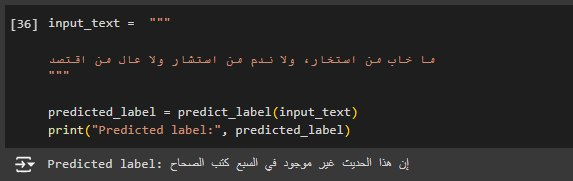 [36] input_text = """
ما خاب من استخار، ولا ندم من استشار ولا عال من اقتصد
"""
predicted_label = predict_label(input_text)
print("Predicted label:", predicted_label)
Predicted label: إن هذا الحديث غير موجود في السبع كتب الصحاح